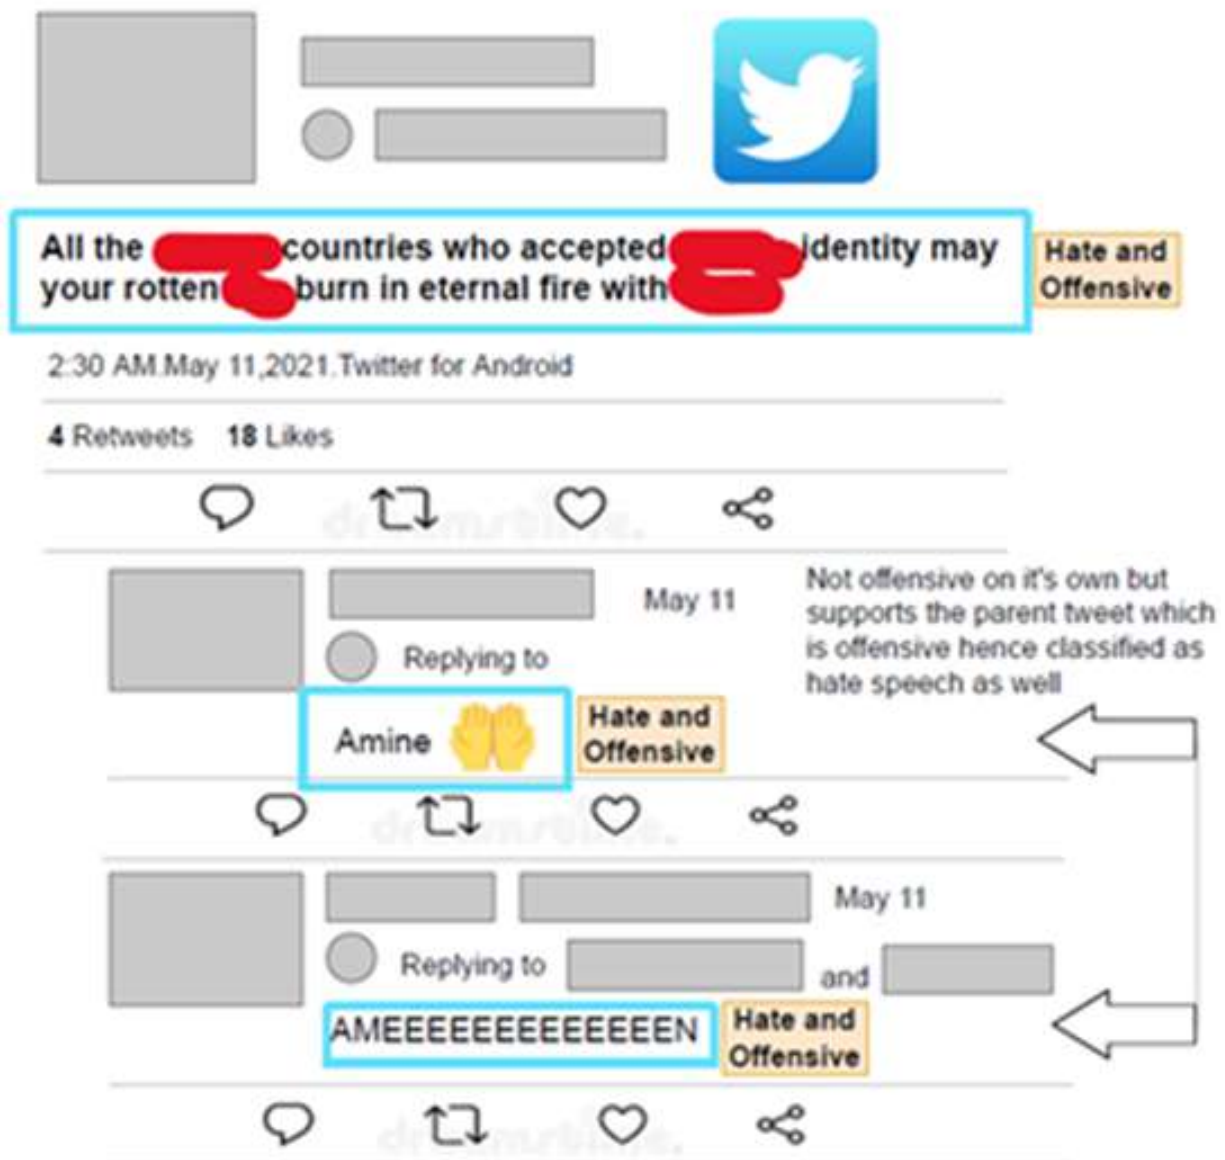 All the countries who accepted identity may
your rotten burn in eternal fire with
Hate and
Offensive
2:30 AM.May 11,2021.Twitter for Android
4 Retweets 18 Likes
dreamstime.
May 11
Replying to
Not offensive on it's own but
supports the parent tweet which
is offensive hence classified as
hate speech as well
Amine
Hate and
Offensive
dreamstime.
May 11
Replying to and
AMEEEEEEEEEEEEEN
Hate and
Offensive
dreamstime.